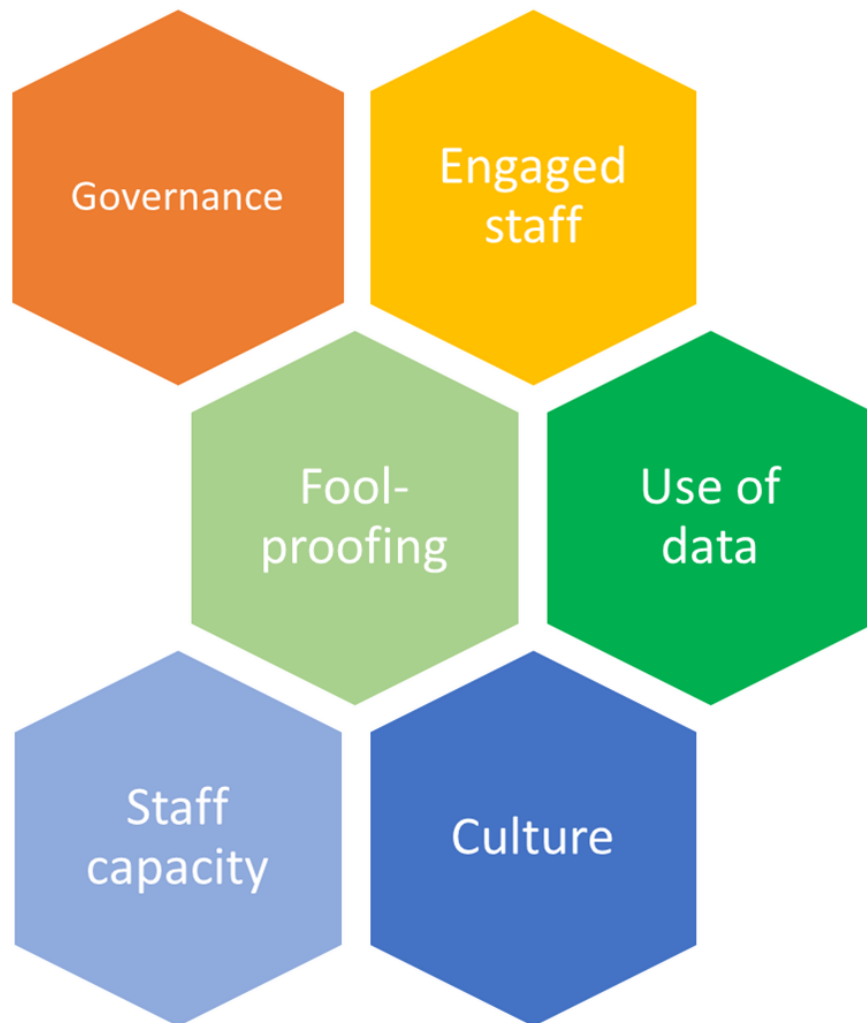 Governance
Engaged
staff
Fool-
proofing
Use of
data
Staff
capacity
Culture